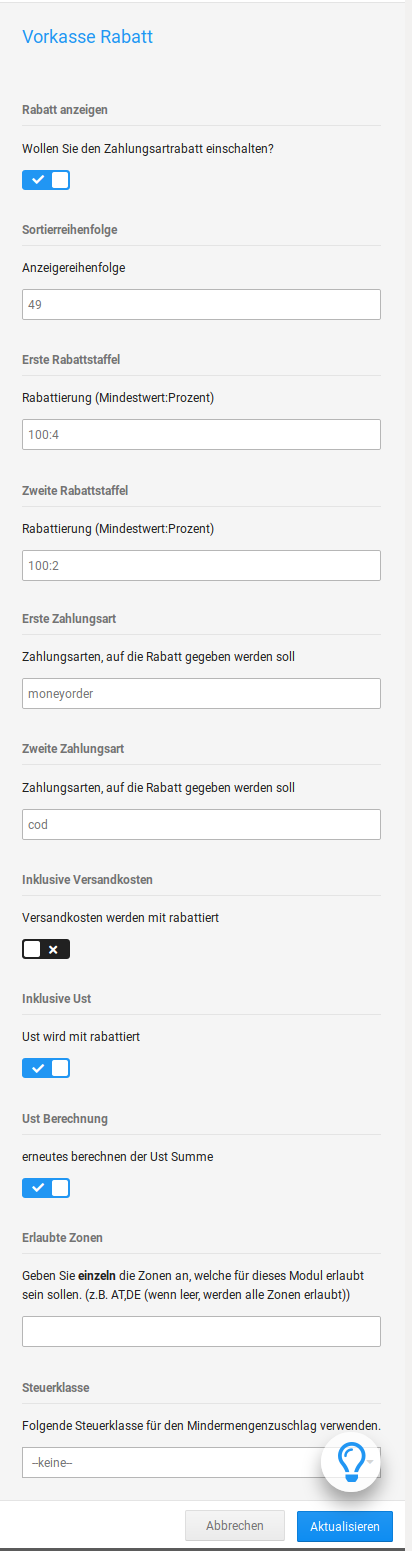 Vorkasse Rabatt
Rabatt anzeigen
Wollen Sie den Zahlungsartrabatt einschalten?
Sortierreihenfolge
Anzeigereihenfolge
49
Erste Rabattstaffel
Rabattierung (Mindestwert:Prozent)
100:4
Zweite Rabattstaffel
Rabattierung (Mindestwert:Prozent)
100:2
Erste Zahlungsart
Zahlungsarten, auf die Rabatt gegeben werden soll
moneyorder
Zweite Zahlungsart
Zahlungsarten, auf die Rabatt gegeben werden soll
cod
Inklusive Versandkosten
Versandkosten werden mit rabattiert
Inklusive Ust
Ust wird mit rabattiert
Ust Berechnung
erneutes berechnen der Ust Summe
Erlaubte Zonen
Geben Sie einzeln die Zonen an, welche für dieses Modul erlaubt
sein sollen. (z.B. AT,DE (wenn leer, werden alle Zonen erlaubt))
Steuerklasse
Folgende Steuerklasse für den Mindermengenzuschlag verwenden.
--keine--
Abbrechen Aktualisieren